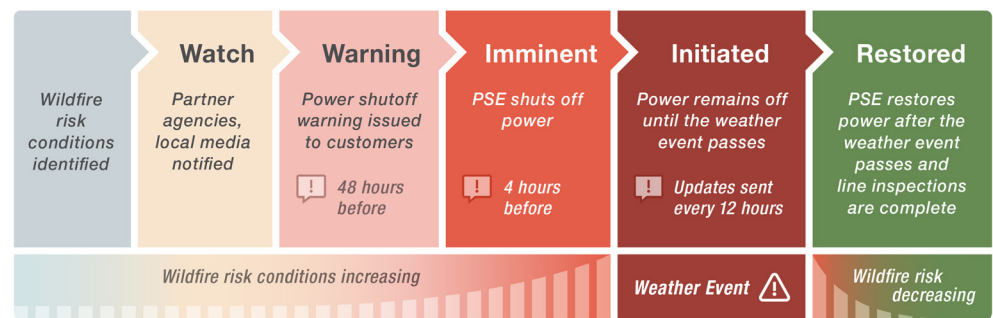 Wildfire
risk
conditions
identified
Watch
Partner
agencies,
local media
notified
Warning
Power shutoff
warning issued
to customers
48 hours
before
Imminent
PSE shuts off
power
4 hours
before
Initiated
Power remains off
until the weather
event passes
Updates sent
every 12 hours
Restored
PSE restores
power after the
weather event
passes and
line inspections
are complete
Wildfire risk conditions increasing
Weather Event
Wildfire risk
decreasing